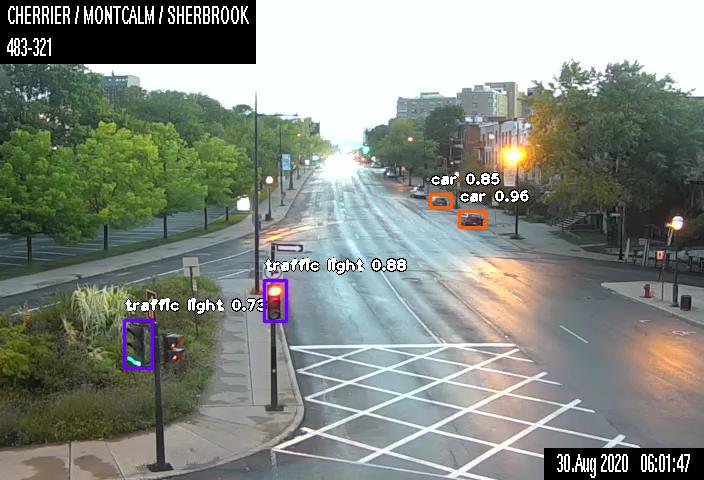 CHERRIER / MONTCALM / SHERBROOK
483-321
car 0.85
car 0.96
traffic light 0.88
traffic light 0.73
30.Aug 2020 06:01:47